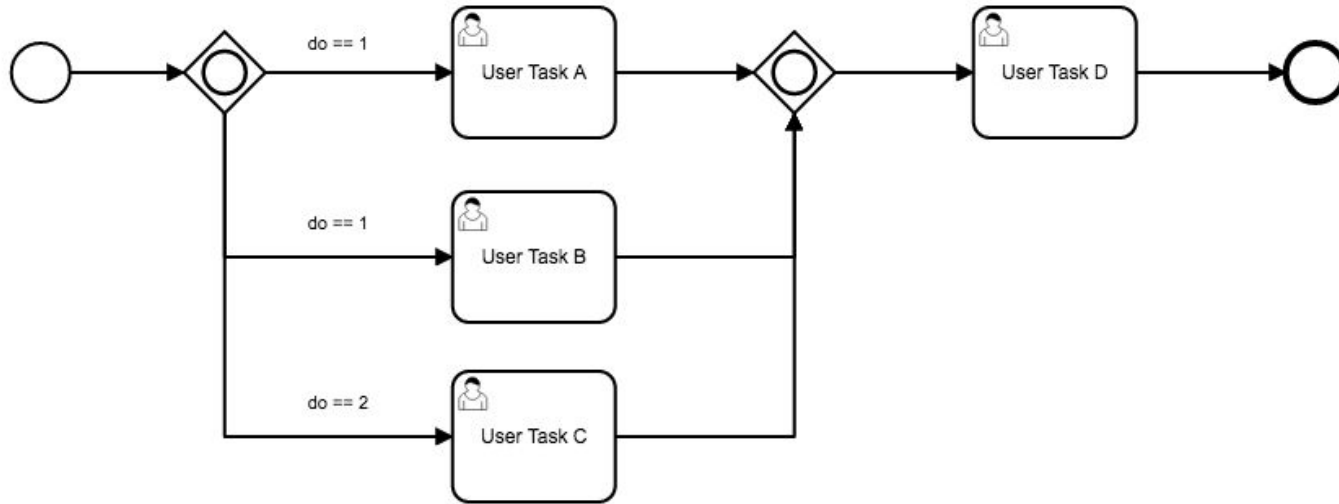 do == 1
User Task A
User Task D
do == 1
User Task B
do == 2
User Task C